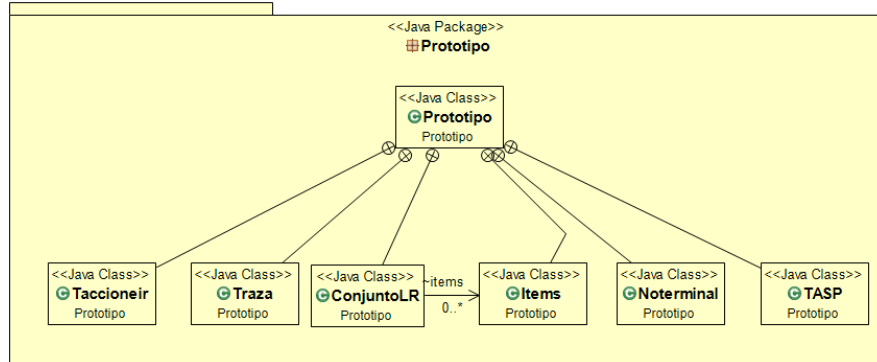 <<Java Package>>
Prototipo
<<Java Class>>
Prototipo
Prototipo
<<Java Class>>
Taccioneir
Prototipo
<<Java Class>>
Traza
Prototipo
<<Java Class>>
ConjuntoLR
Prototipo
~items
0..*
<<Java Class>>
Items
Prototipo
<<Java Class>>
Noterminal
Prototipo
<<Java Class>>
TASP
Prototipo